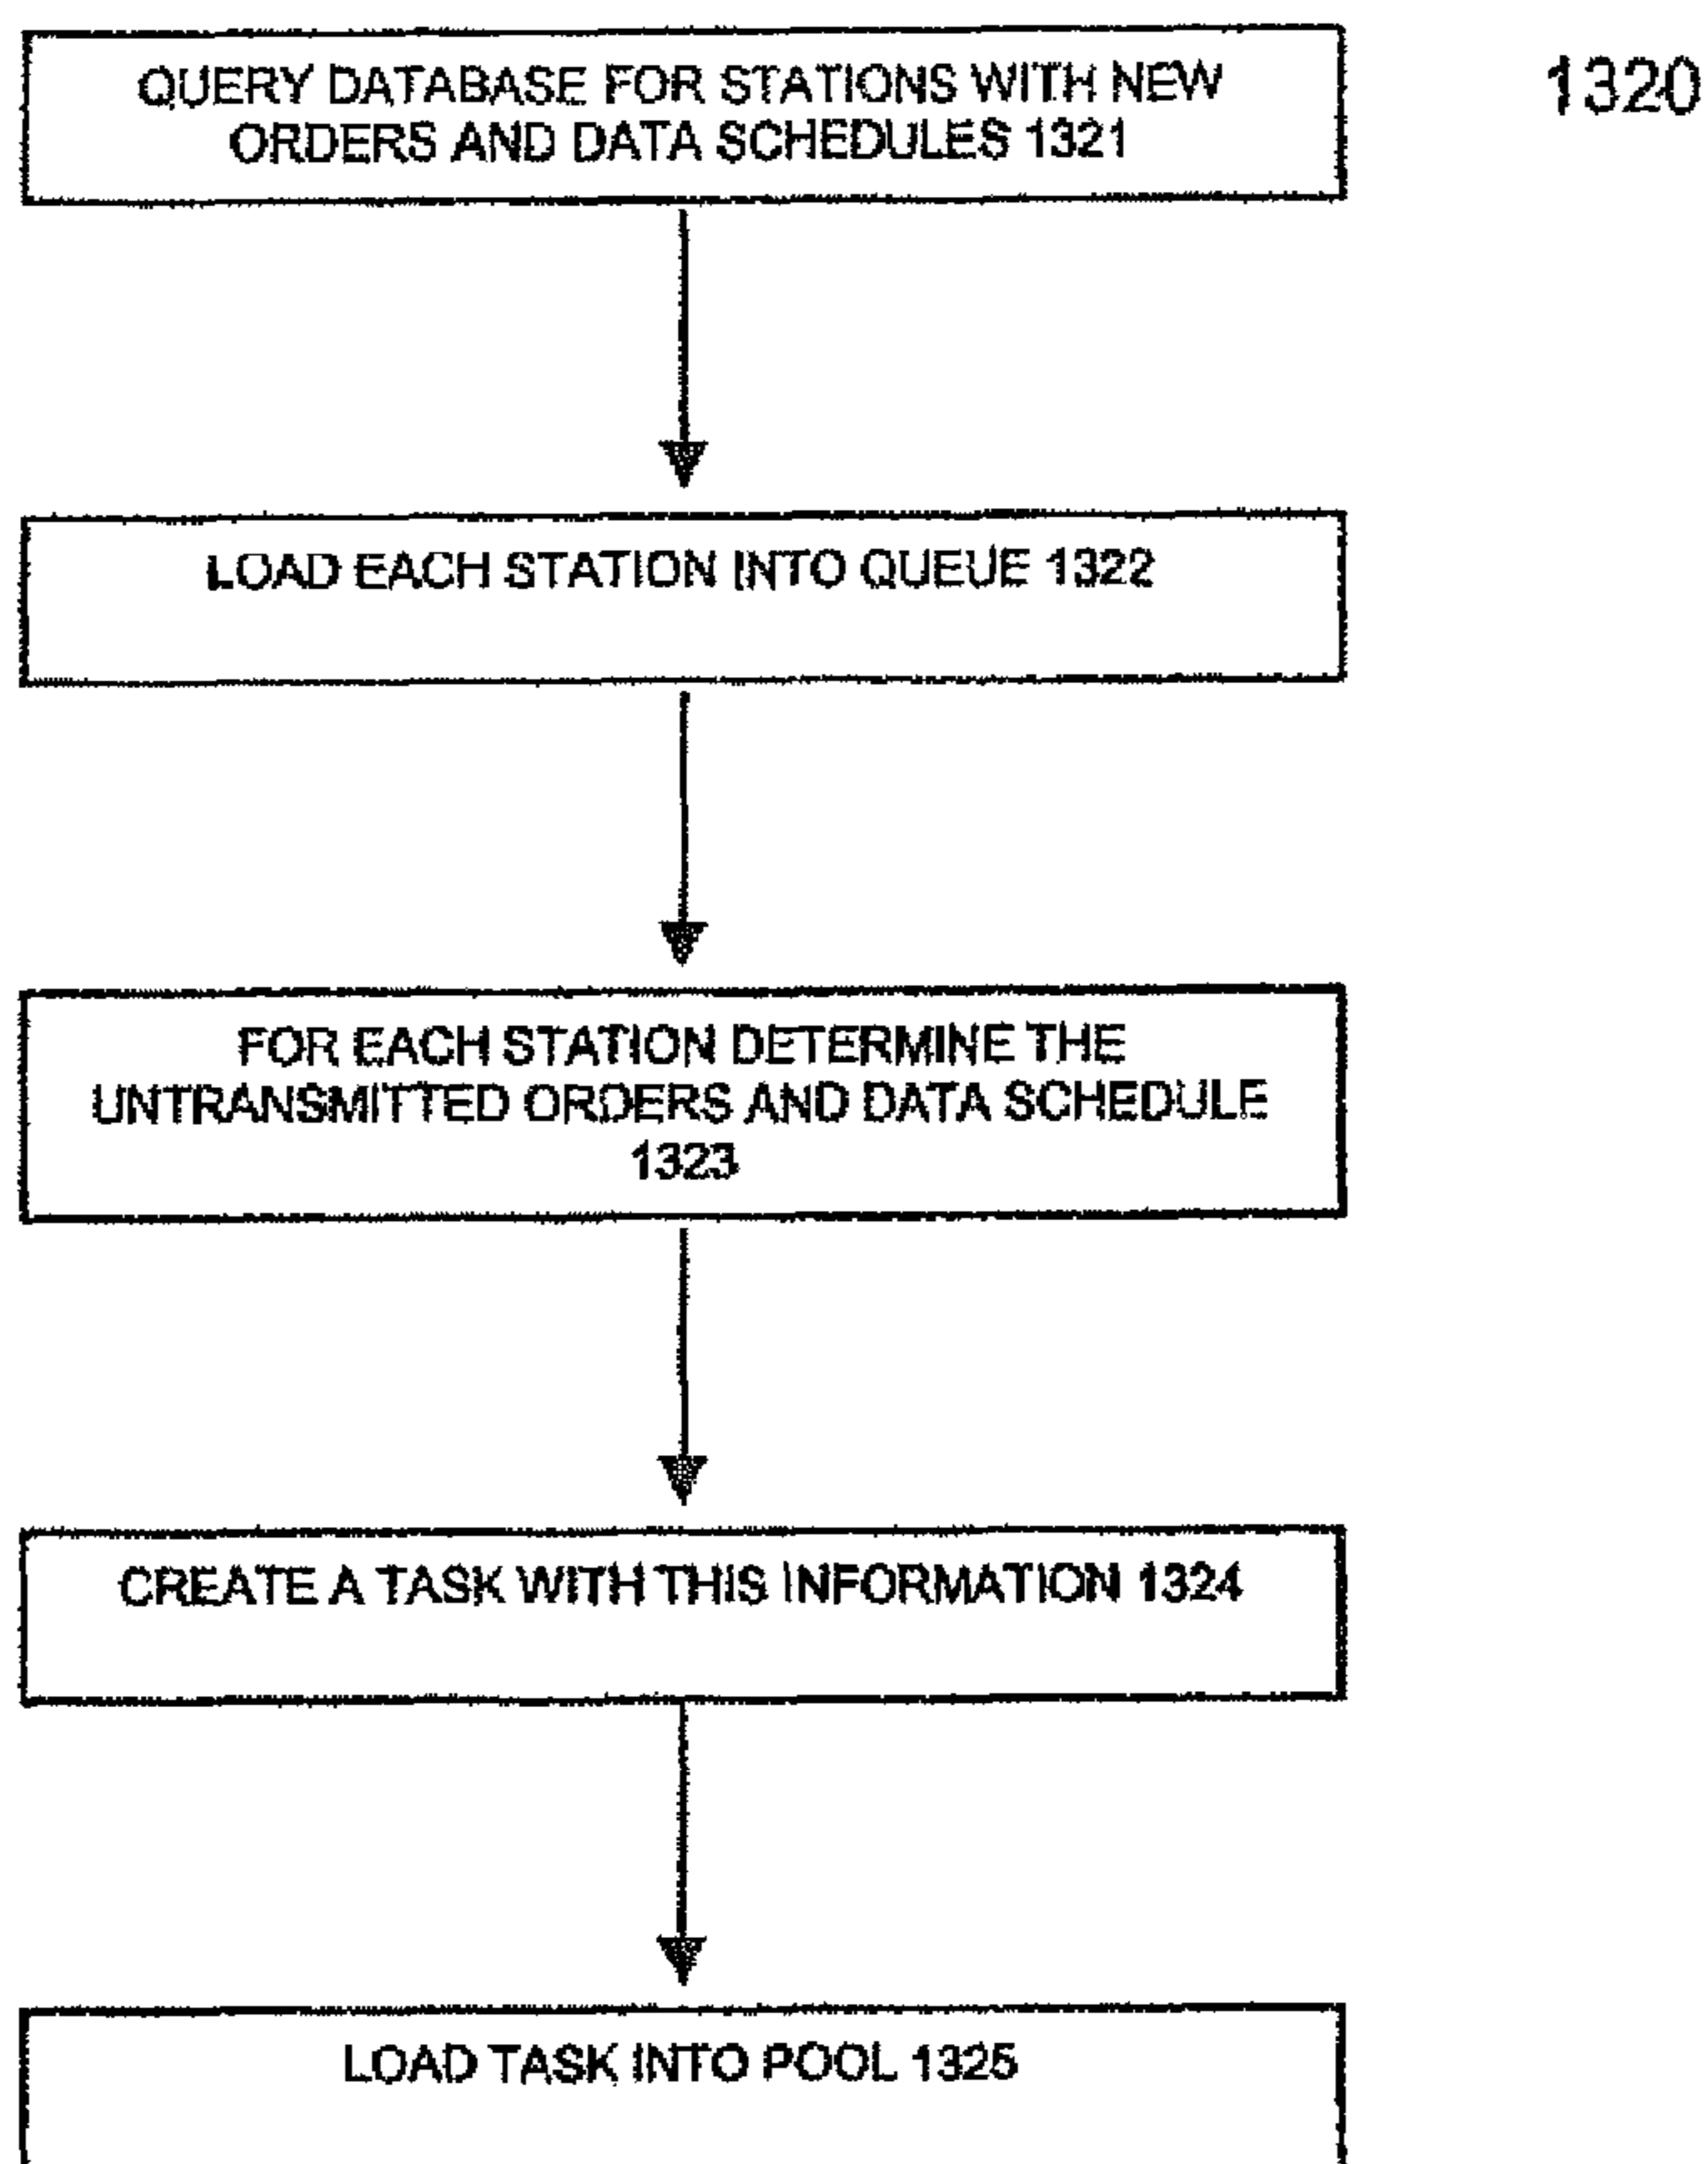 QUERY DATABASE FOR STATIONS WITH NEW
ORDERS AND DATA SCHEDULES 1321
1320
LOAD EACH STATION INTO QUEUE 1322
FOR EACH STATION DETERMINE THE
UNTRANSMITTED ORDERS AND DATA SCHEDULE
1323
CREATE A TASK WITH THIS INFORMATION 1324
LOAD TASK INTO POOL 1325